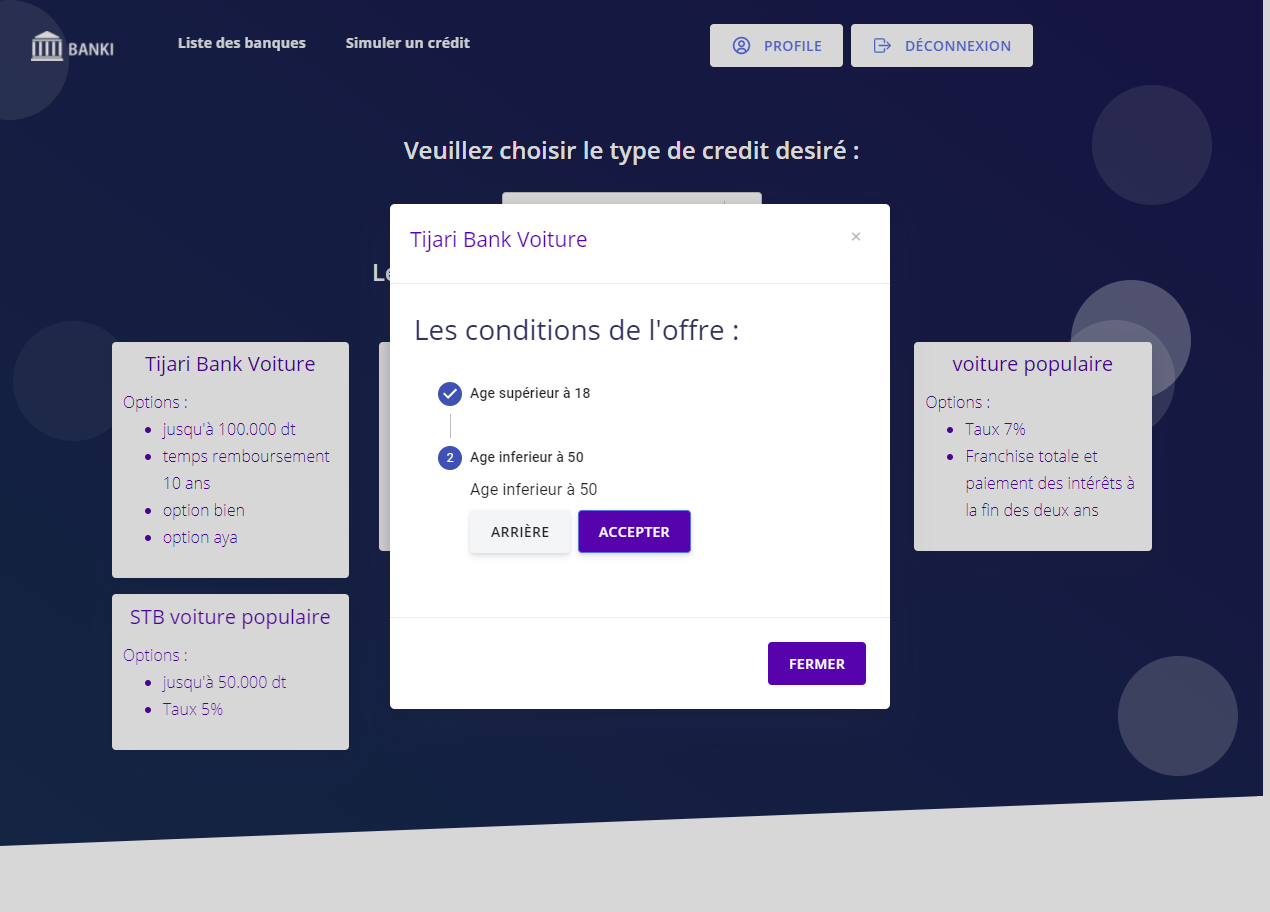 BANKI
Liste des banques
Simuler un crédit
PROFILE
DÉCONNEXION
Veuillez choisir le type de credit desiré :
Tijari Bank Voiture
×
Les conditions de l'offre :
Age supérieur à 18
2
Age inferieur à 50
Age inferieur à 50
ARRIÈRE
ACCEPTER
FERMER
Tijari Bank Voiture
Options :
jusqu'à 100.000 dt
temps remboursement
10 ans
option bien
option aya
voiture populaire
Options :
Taux 7%
Franchise totale et
paiement des intérêts à
la fin des deux ans
STB voiture populaire
Options :
jusqu'à 50.000 dt
Taux 5%